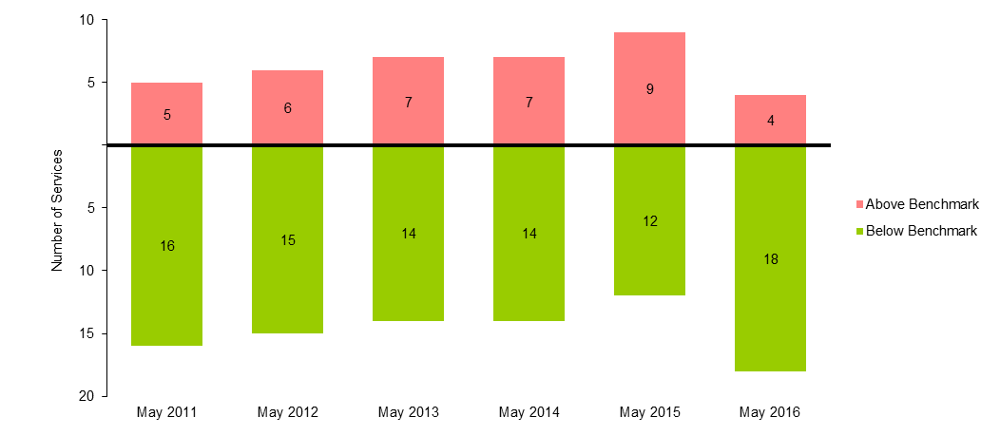 10
5
5
10
15
20
Number of Services
5
6
7
7
9
4
16
15
14
14
12
18
May 2011
May 2012
May 2013
May 2014
May 2015
May 2016
Above Benchmark
Below Benchmark